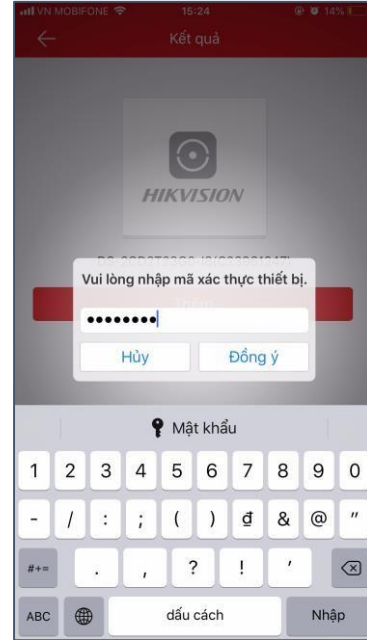 VN MOBIFONE 15:24 14%
Kết quả
HIKVISION
Vui lòng nhập mã xác thực thiết bị.
Hủy Đồng ý
Mật khẩu
1 2 3 4 5 6 7 8 9 0
- / : ; ( ) đ & @ "
#+= . , ? ! '
ABC dấu cách Nhập